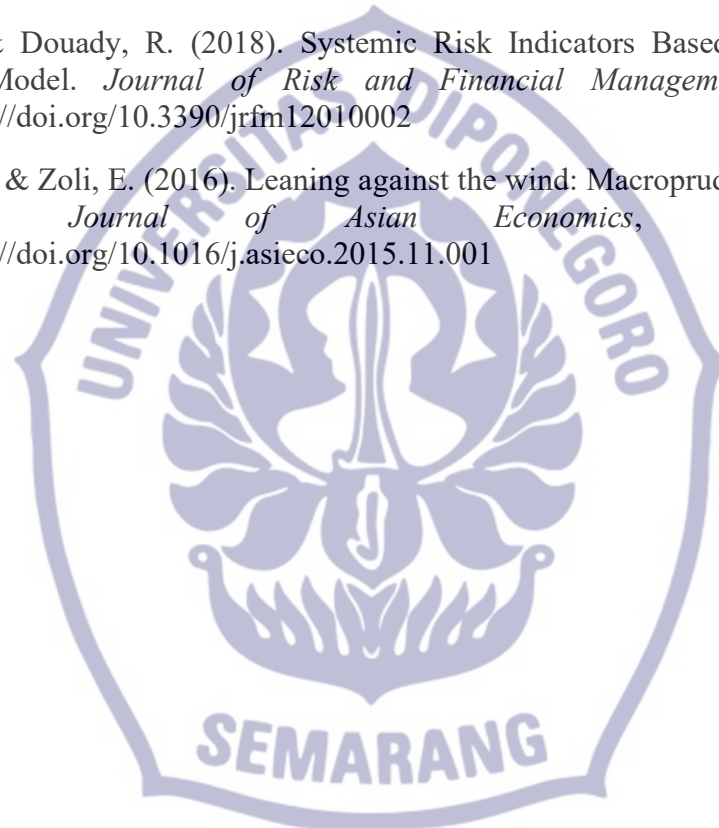 Douady, R. (2018). Systemic Risk Indicators Based
Model. Journal of Risk and Financial Managem
//doi.org/10.3390/jrfm12010002
& Zoli, E. (2016). Leaning against the wind: Macroprud
Journal of Asian Economics,
//doi.org/10.1016/j.asieco.2015.11.001
UNIVERSITAS DIPONEGORO
SEMARANG